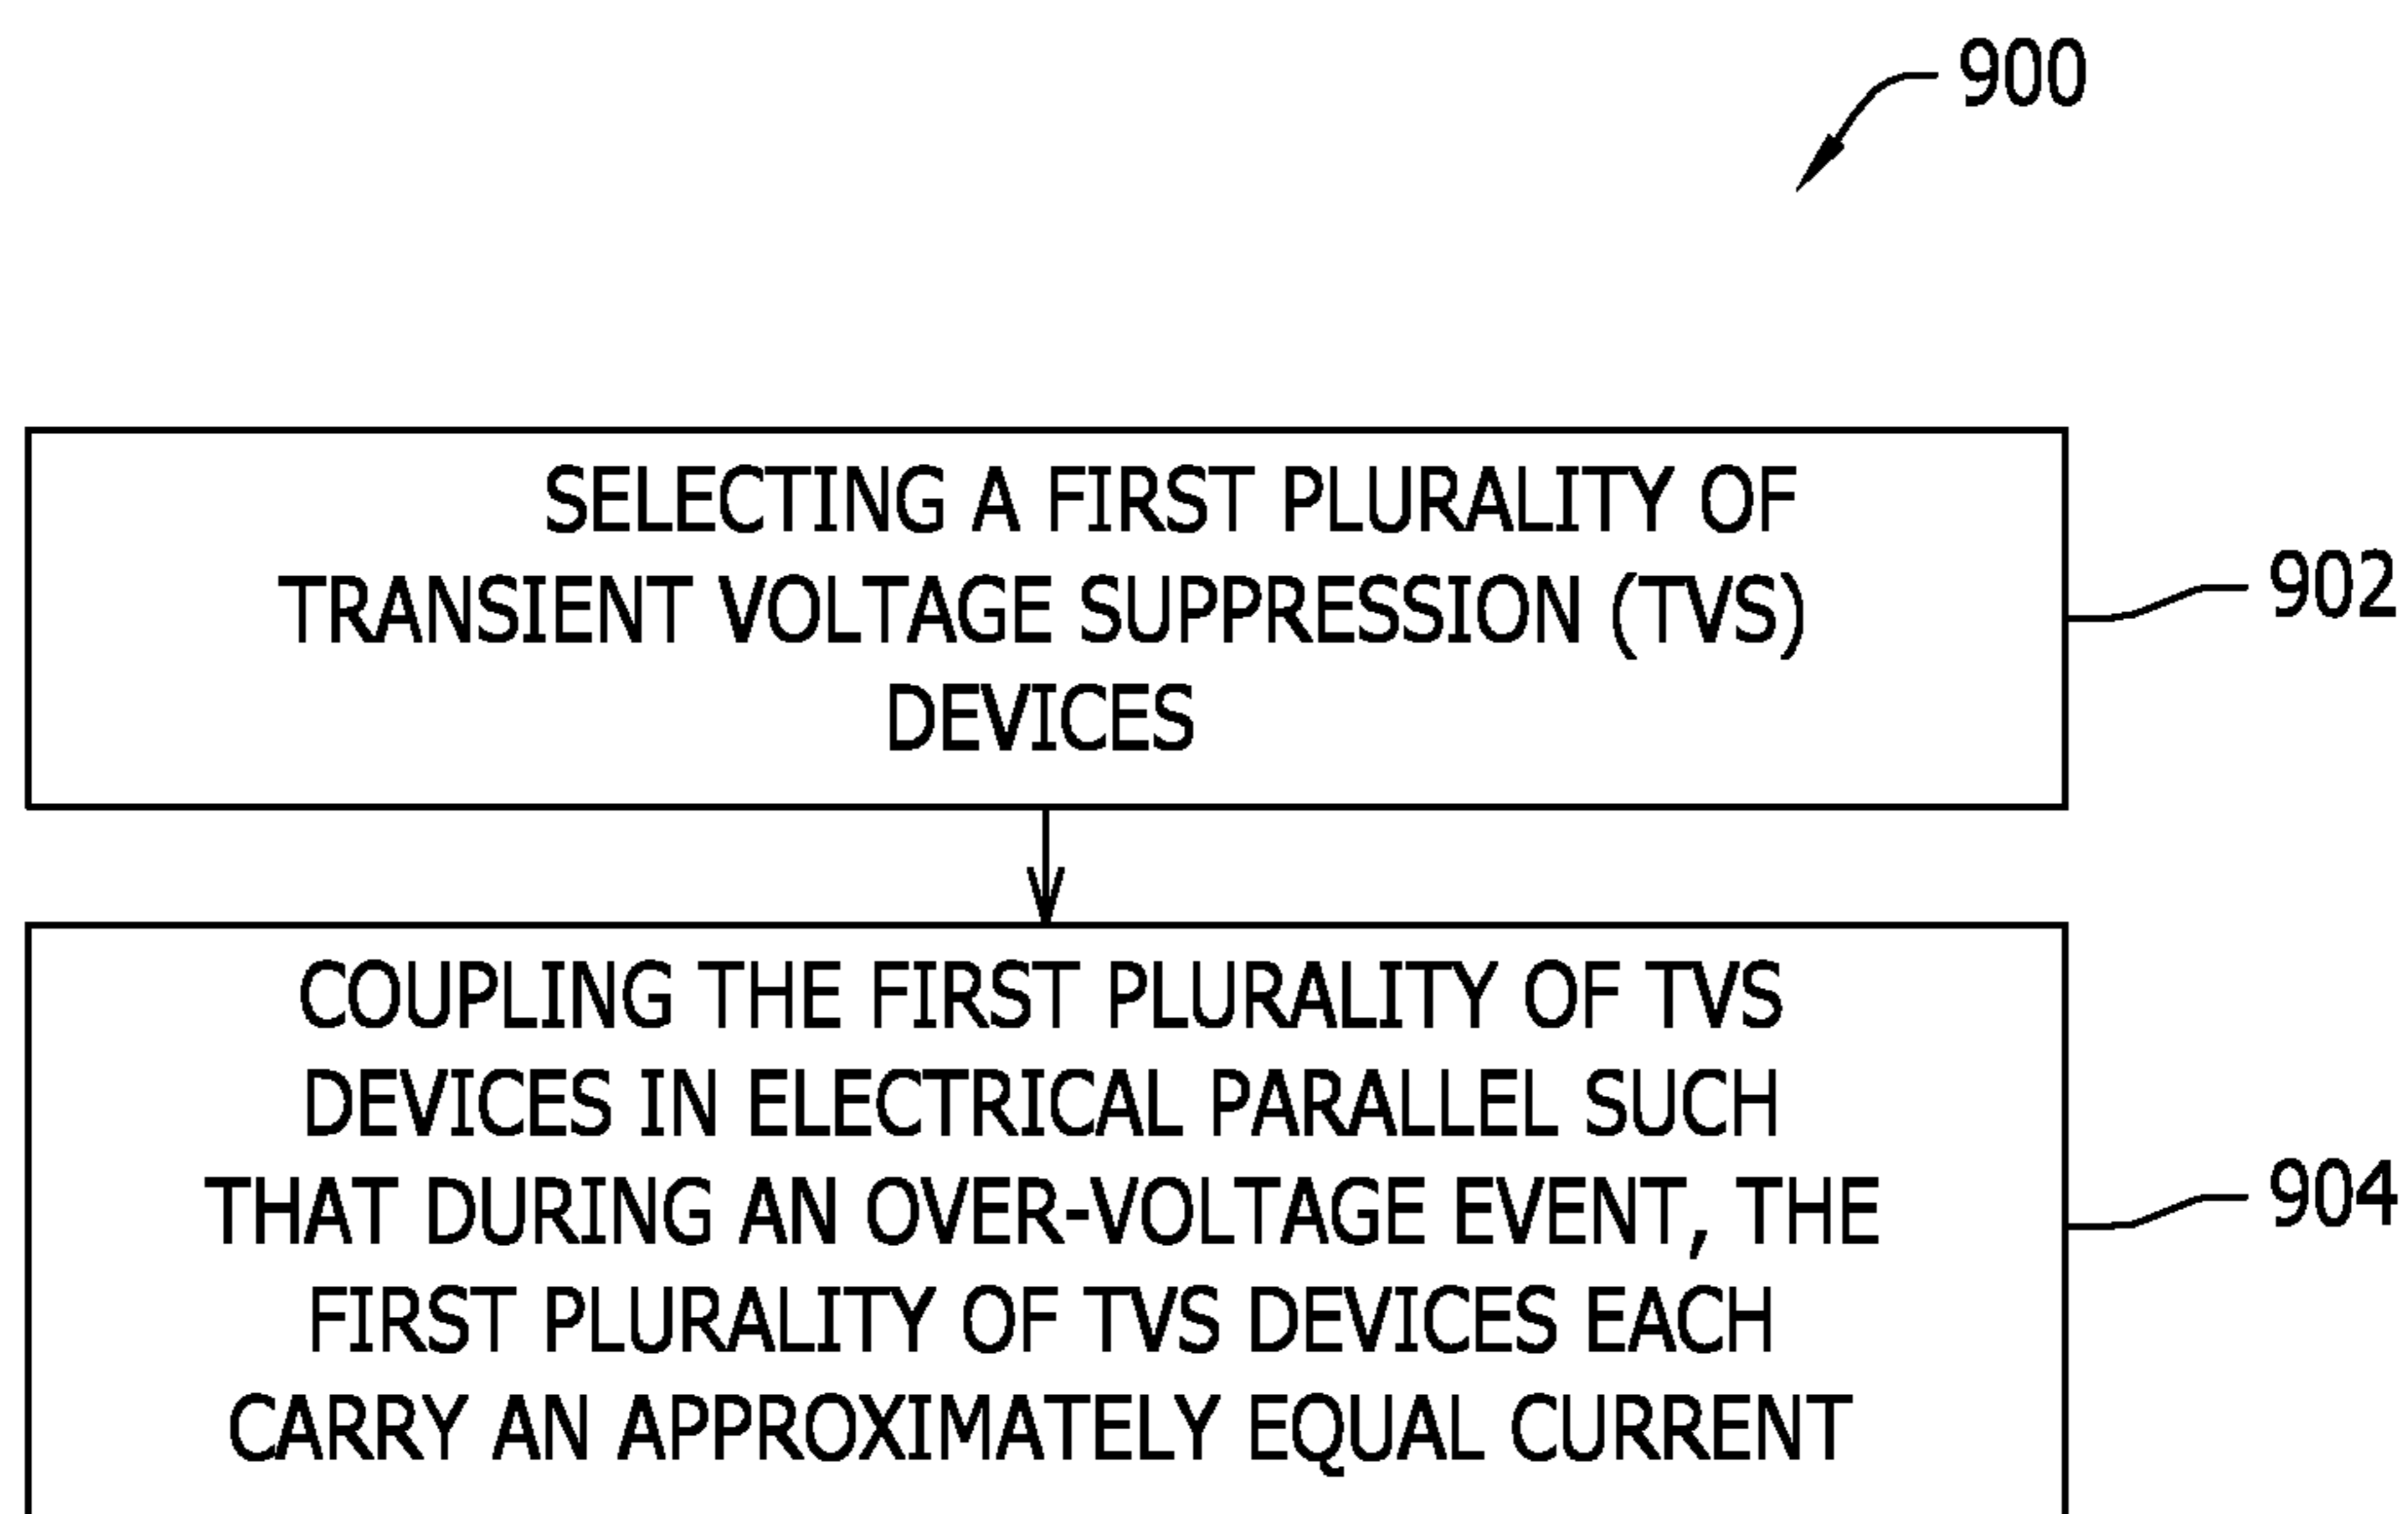 900
SELECTING A FIRST PLURALITY OF
TRANSIENT VOLTAGE SUPPRESSION (TVS)
DEVICES
902
COUPLING THE FIRST PLURALITY OF TVS
DEVICES IN ELECTRICAL PARALLEL SUCH
THAT DURING AN OVER-VOLTAGE EVENT, THE
FIRST PLURALITY OF TVS DEVICES EACH
CARRY AN APPROXIMATELY EQUAL CURRENT
904